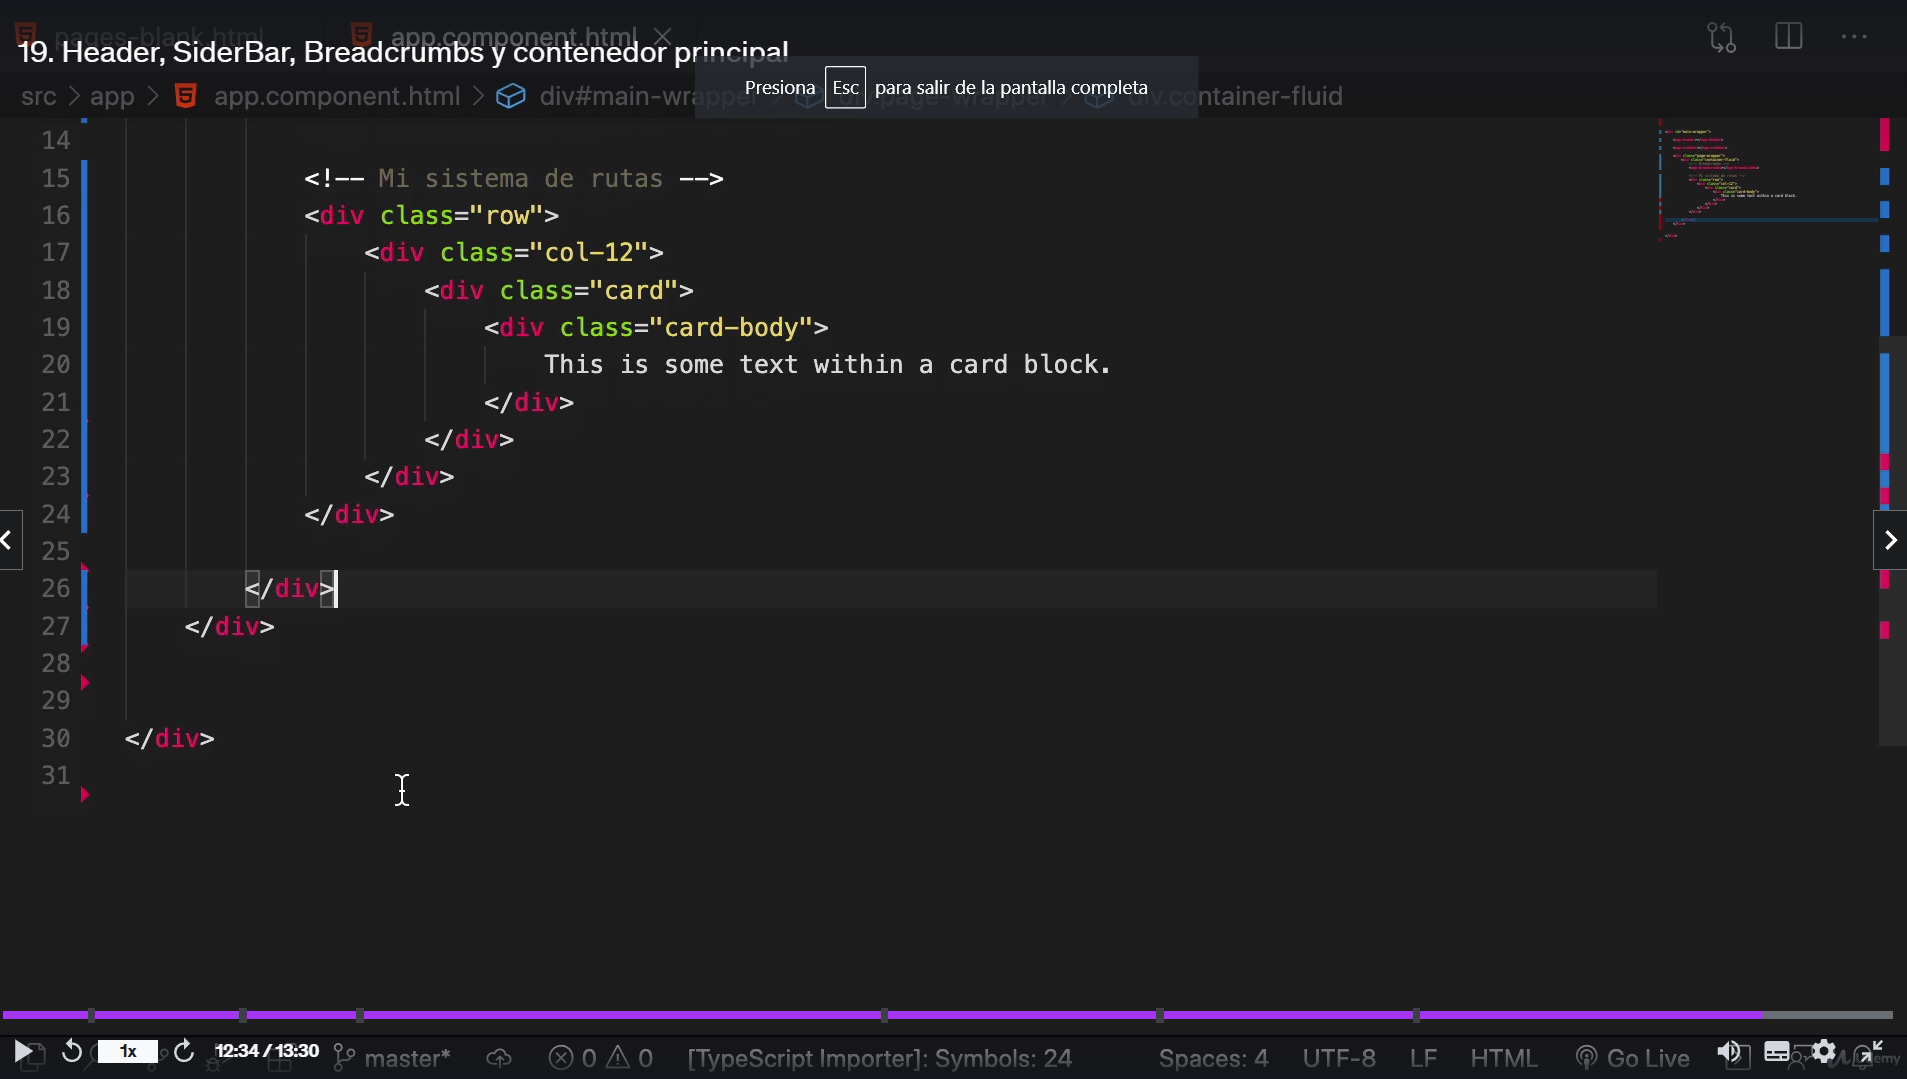 pages-blank.html app.component.html
19. Header, SiderBar, Breadcrumbs y contenedor principal
Presiona Esc para salir de la pantalla completa
src > app > app.component.html > div#main-wrapper > div.page-wrapper > div.container-fluid
14
15 <!-- Mi sistema de rutas -->
16 <div class="row">
17 <div class="col-12">
18 <div class="card">
19 <div class="card-body">
20 This is some text within a card block.
21 </div>
22 </div>
23 </div>
24 </div>
25
26 </div>
27 </div>
28
29
30 </div>
31
1x 12:34 / 13:30 master* 0 0 [TypeScript Importer]: Symbols: 24 Spaces: 4 UTF-8 LF HTML Go Live